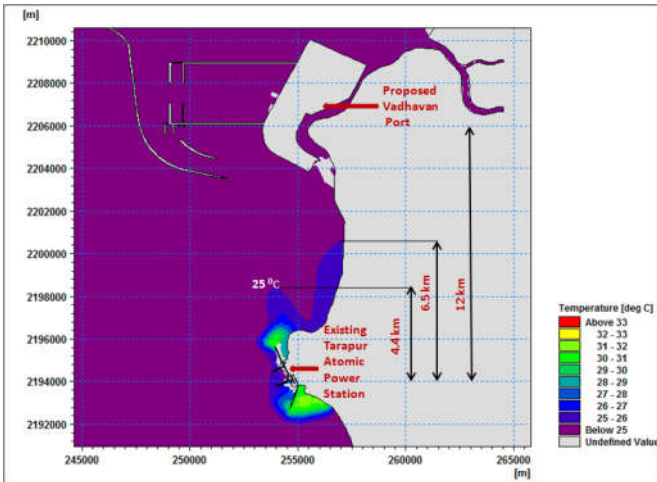 [m]
2210000
2208000
2206000
2204000
2202000
2200000
2198000
2196000
2194000
2192000
Proposed
Vadhavan
Port
25 ⁰C
4.4 km
6.5 km
12 km
Existing
Tarapur
Atomic
Power
Station
245000
250000
255000
260000
265000
[m]
Temperature [deg C]
Above 33
32 - 33
31 - 32
30 - 31
29 - 30
28 - 29
27 - 28
26 - 27
25 - 26
Below 25
Undefined Value